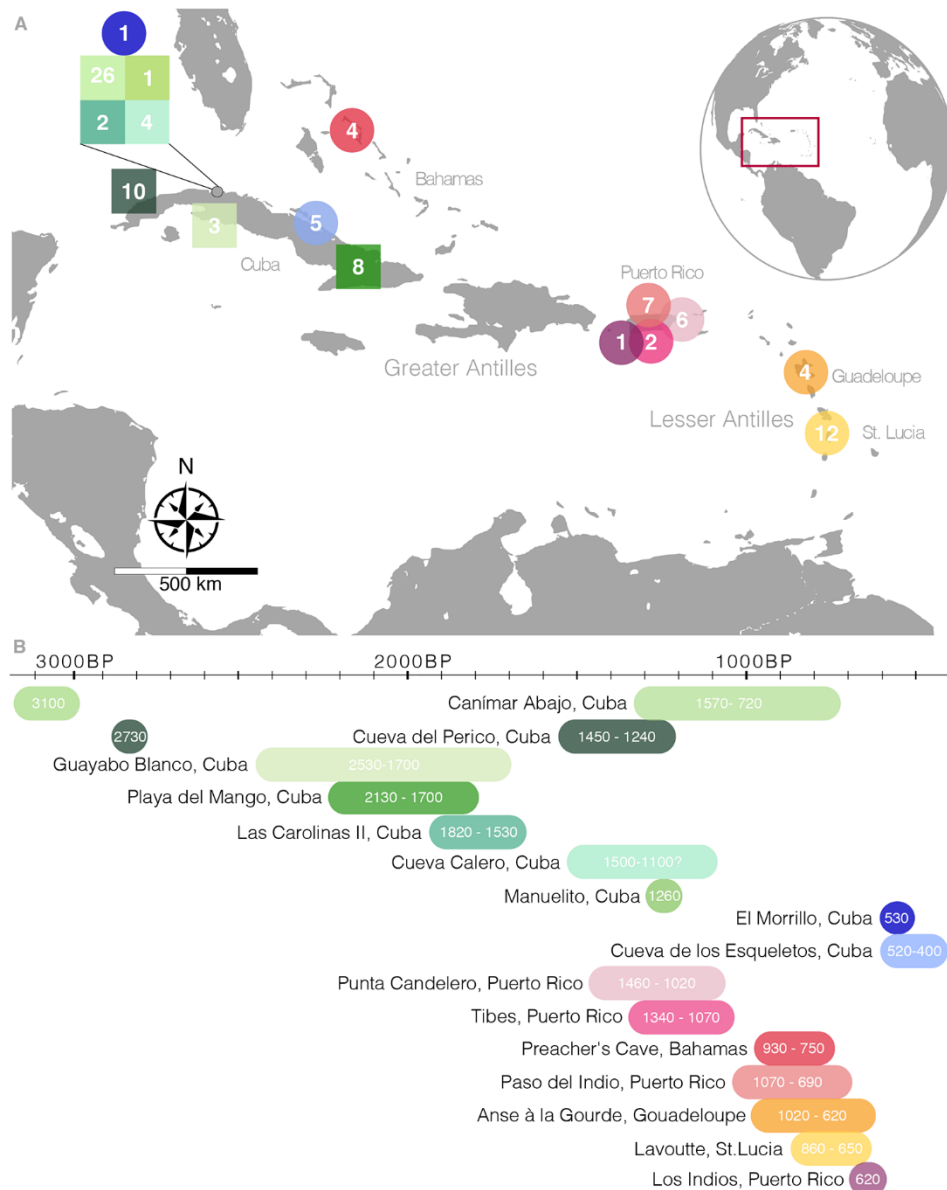 A
1
26 1
2 4
4
Bahamas
10
3
5
Cuba
8
Puerto Rico
7
6
1
2
Greater Antilles
4
Guadeloupe
Lesser Antilles
12
St. Lucia
N
500 km
B
3000BP 2000BP 1000BP
3100 Canímar Abajo, Cuba 1570- 720
2730 Cueva del Perico, Cuba 1450 - 1240
Guayabo Blanco, Cuba 2530-1700
Playa del Mango, Cuba 2130 - 1700
Las Carolinas II, Cuba 1820 - 1530
Cueva Calero, Cuba 1500-1100?
Manuelito, Cuba 1260
El Morrillo, Cuba 530
Cueva de los Esqueletos, Cuba 520-400
Punta Candelero, Puerto Rico 1460 - 1020
Tibes, Puerto Rico 1340 - 1070
Preacher's Cave, Bahamas 930 - 750
Paso del Indio, Puerto Rico 1070 - 690
Anse à la Gourde, Gouadeloupe 1020 - 620
Lavoutte, St.Lucia 860 - 650
Los Indios, Puerto Rico 620